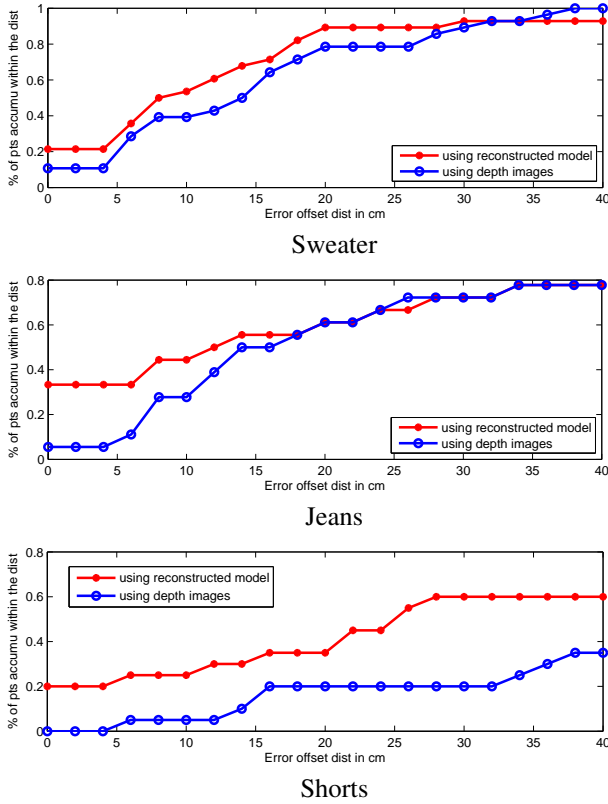 1
0.8
0.6
0.4
0.2
0
% of pts accumu within the dist
using reconstructed model
using depth images
0 5 10 15 20 25 30 35 40
Error offset dist in cm
Sweater
0.8
0.6
0.4
0.2
0
% of pts accumu within the dist
using reconstructed model
using depth images
0 5 10 15 20 25 30 35 40
Error offset dist in cm
Jeans
0.8
0.6
0.4
0.2
0
% of pts accumu within the dist
using reconstructed model
using depth images
0 5 10 15 20 25 30 35 40
Error offset dist in cm
Shorts